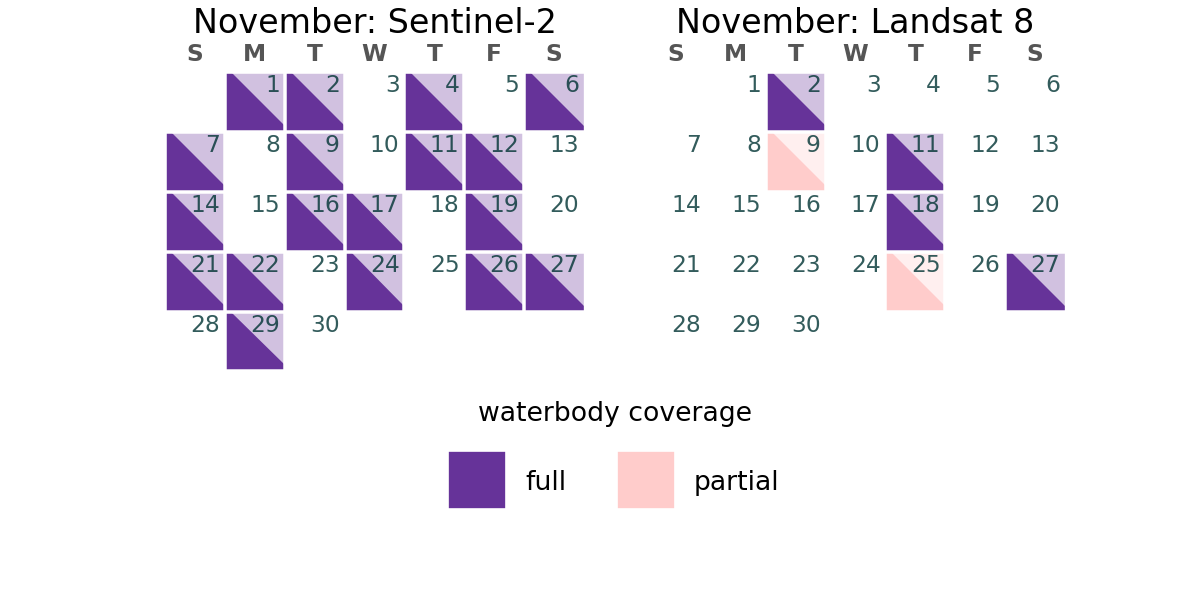 November: Sentinel-2
S M T W T F S
1 2 3 4 5 6
7 8 9 10 11 12 13
14 15 16 17 18 19 20
21 22 23 24 25 26 27
28 29 30
November: Landsat 8
S M T W T F S
1 2 3 4 5 6
7 8 9 10 11 12 13
14 15 16 17 18 19 20
21 22 23 24 25 26 27
28 29 30
waterbody coverage
full partial